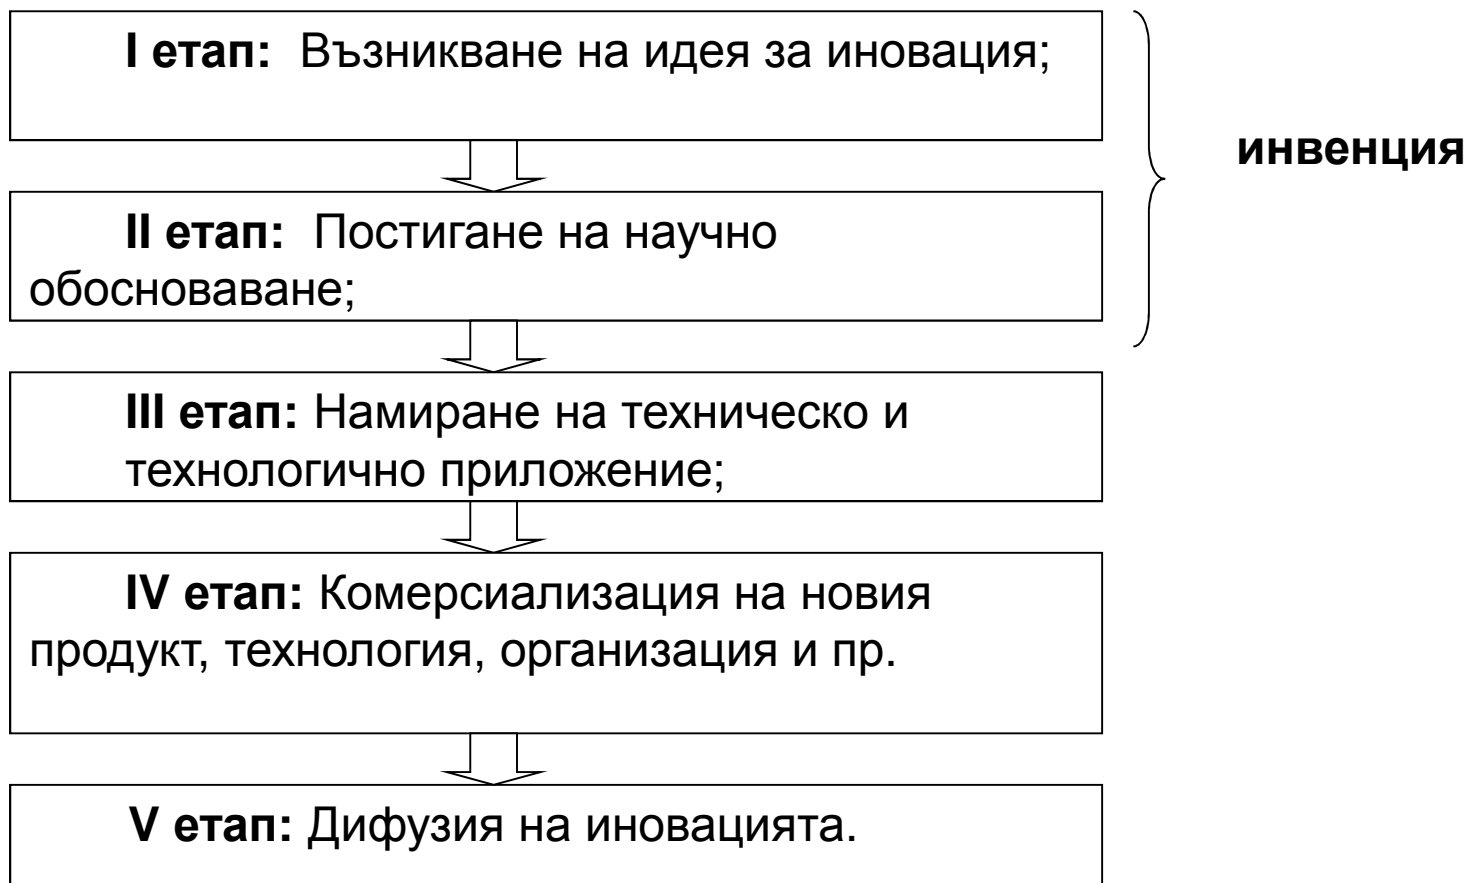 I етап: Възникване на идея за иновация;
инвенция
II етап: Постигане на научно
обосноваване;
III етап: Намиране на техническо и
технологично приложение;
IV етап: Комерсиализация на новия
продукт, технология, организация и пр.
V етап: Дифузия на иновацията.